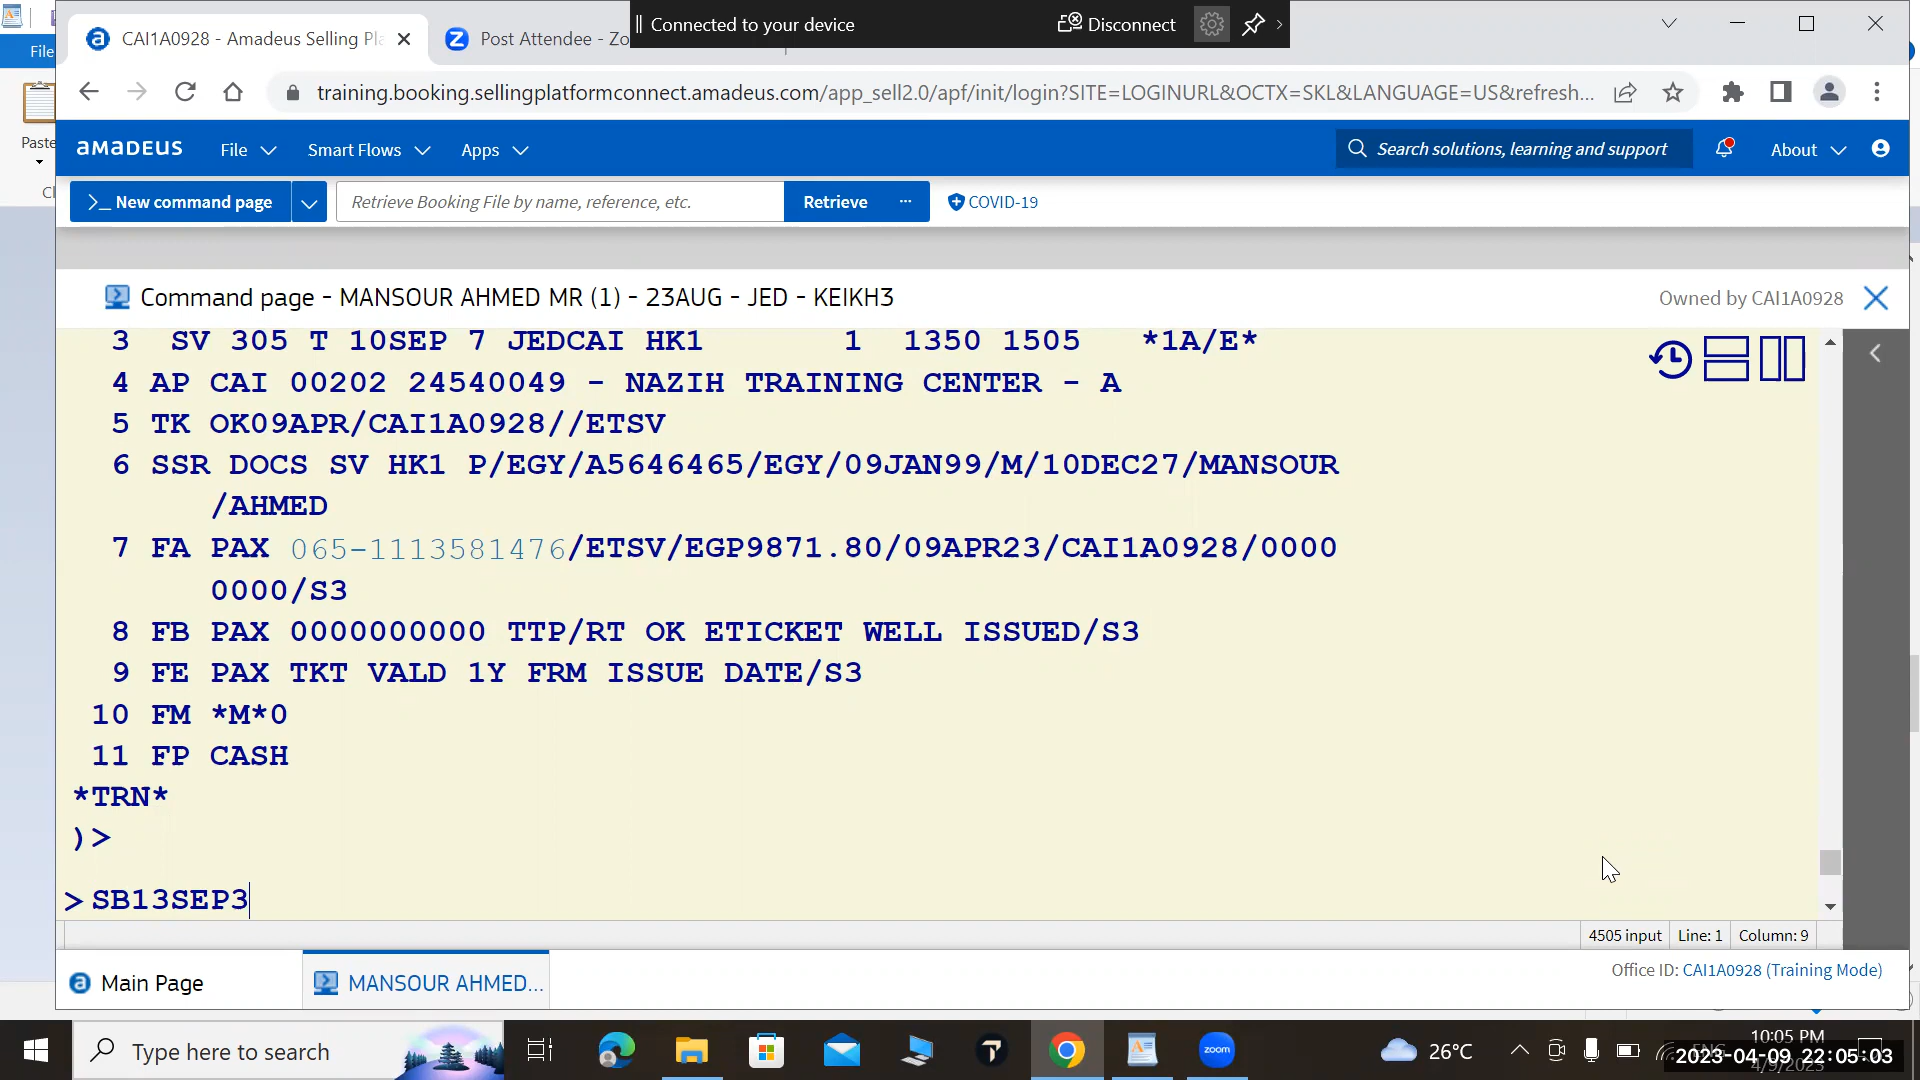 CAI1A0928 - Amadeus Selling Pla
Post Attendee - Zo
Connected to your device
Disconnect
File
training.booking.sellingplatformconnect.amadeus.com/app_sell2.0/apf/init/login?SITE=LOGINURL&OCTX=SKL&LANGUAGE=US&refresh...
Paste
amadeus
File
Smart Flows
Apps
Search solutions, learning and support
About
>_ New command page
Retrieve Booking File by name, reference, etc.
Retrieve
...
COVID-19
Command page - MANSOUR AHMED MR (1) - 23AUG - JED - KEIKH3
Owned by CAI1A0928
3 SV 305 T 10SEP 7 JEDCAI HK1 1 1350 1505 *1A/E*
4 AP CAI 00202 24540049 - NAZIH TRAINING CENTER - A
5 TK OK09APR/CAI1A0928//ETSV
6 SSR DOCS SV HK1 P/EGY/A5646465/EGY/09JAN99/M/10DEC27/MANSOUR
/AHMED
7 FA PAX 065-1113581476/ETSV/EGP9871.80/09APR23/CAI1A0928/0000
0000/S3
8 FB PAX 0000000000 TTP/RT OK ETICKET WELL ISSUED/S3
9 FE PAX TKT VALD 1Y FRM ISSUE DATE/S3
10 FM *M*0
11 FP CASH
*TRN*
)>
> SB13SEP3
4505 input
Line: 1
Column: 9
Main Page
MANSOUR AHMED...
Office ID: CAI1A0928 (Training Mode)
Type here to search
zoom
26°C
10:05 PM
2023-04-09 22:05:03
4/9/2023